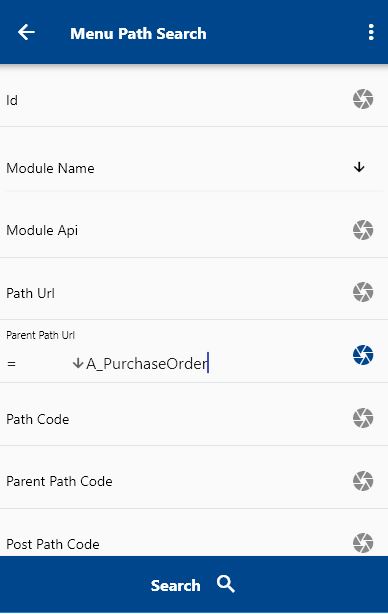 Menu Path Search
Id
Module Name
Module Api
Path Url
Parent Path Url
= A_PurchaseOrder
Path Code
Parent Path Code
Post Path Code
Search